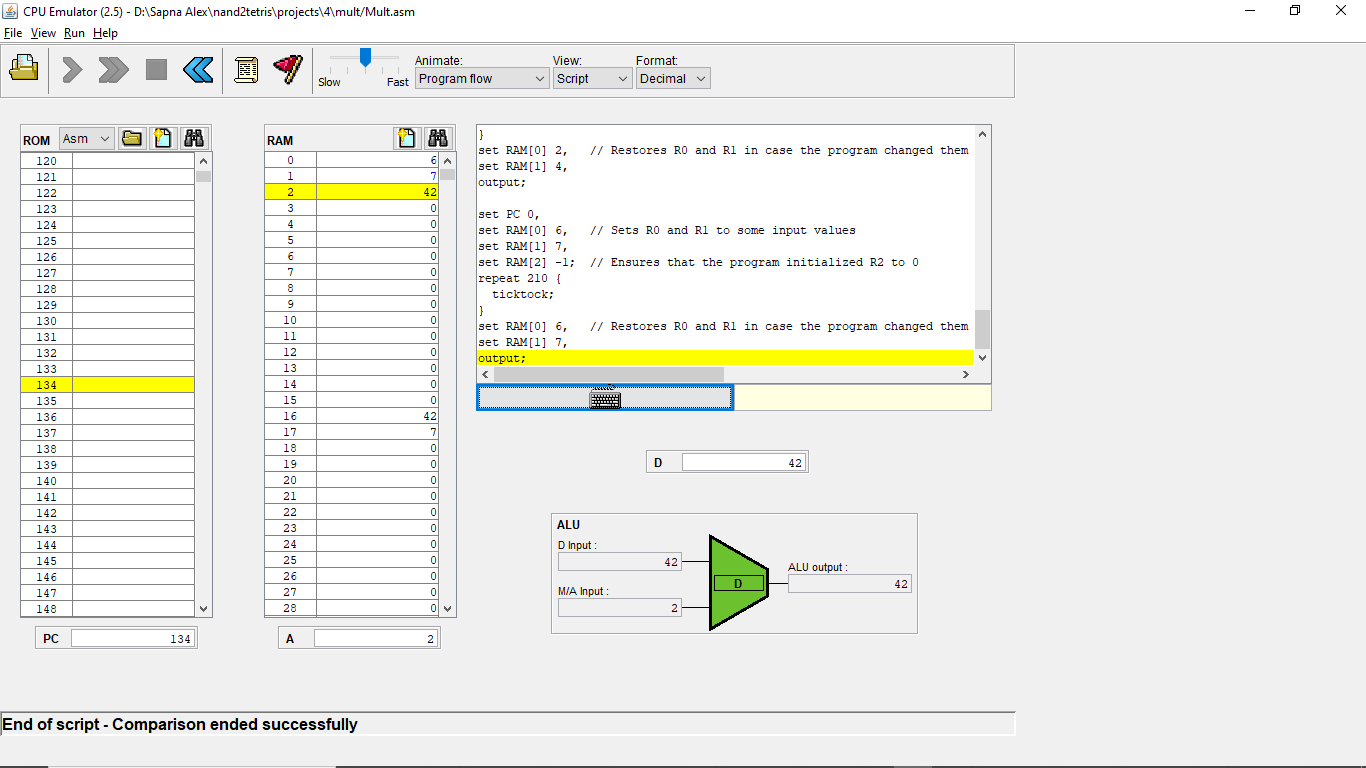 CPU Emulator (2.5) - D:\Sapna Alex\nand2tetris\projects\4\mult/Mult.asm
File View Run Help
Slow Fast
Animate:
Program flow
View:
Script
Format:
Decimal
ROM Asm
120
121
122
123
124
125
126
127
128
129
130
131
132
133
134
135
136
137
138
139
140
141
142
143
144
145
146
147
148
PC 134
RAM
0 6
1 7
2 42
3 0
4 0
5 0
6 0
7 0
8 0
9 0
10 0
11 0
12 0
13 0
14 0
15 0
16 42
17 7
18 0
19 0
20 0
21 0
22 0
23 0
24 0
25 0
26 0
27 0
28 0
A 2
}
set RAM[0] 2,   // Restores R0 and R1 in case the program changed them
set RAM[1] 4,
output;
set PC 0,
set RAM[0] 6,   // Sets R0 and R1 to some input values
set RAM[1] 7,
set RAM[2] -1;  // Ensures that the program initialized R2 to 0
repeat 210 {
  ticktock;
}
set RAM[0] 6,   // Restores R0 and R1 in case the program changed them
set RAM[1] 7,
output;
D 42
ALU
D Input :
42
M/A Input :
2
D
ALU output :
42
End of script - Comparison ended successfully